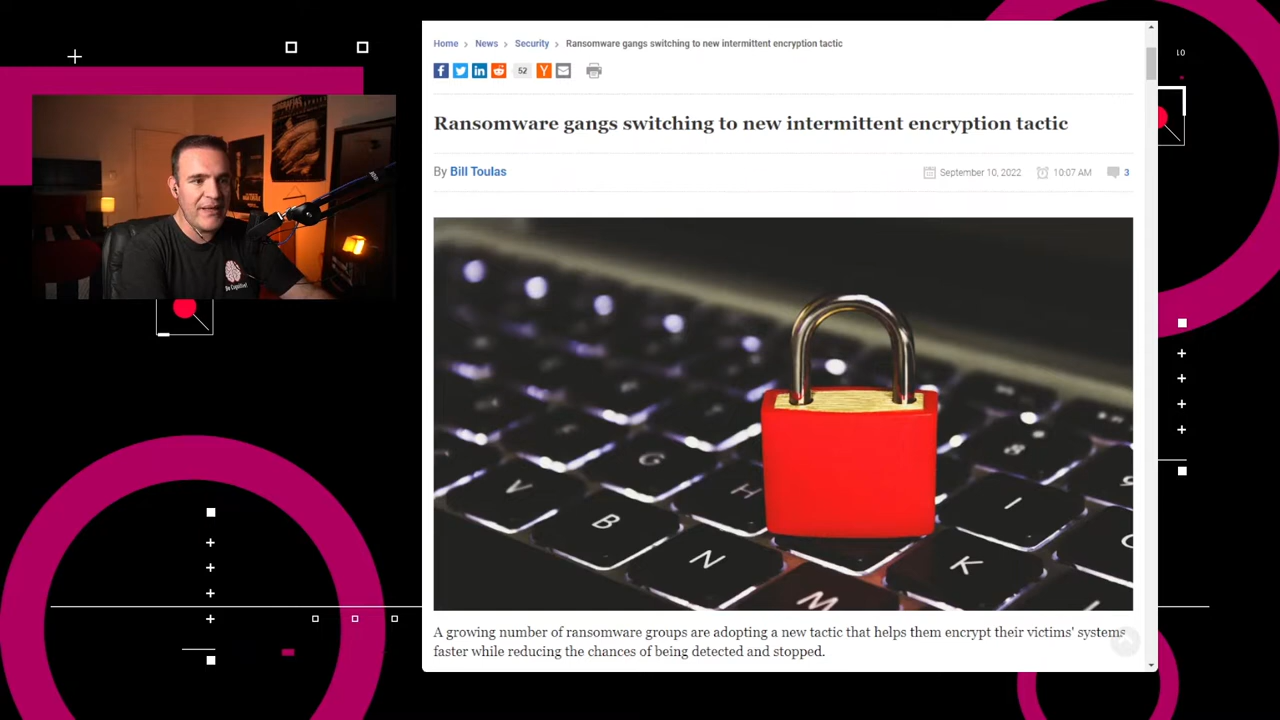 Home > News > Security > Ransomware gangs switching to new intermittent encryption tactic
52
Ransomware gangs switching to new intermittent encryption tactic
By Bill Toulas
September 10, 2022
10:07 AM
3
V
B
N
M
G
H
I
K
8
A growing number of ransomware groups are adopting a new tactic that helps them encrypt their victims' systems
faster while reducing the chances of being detected and stopped.